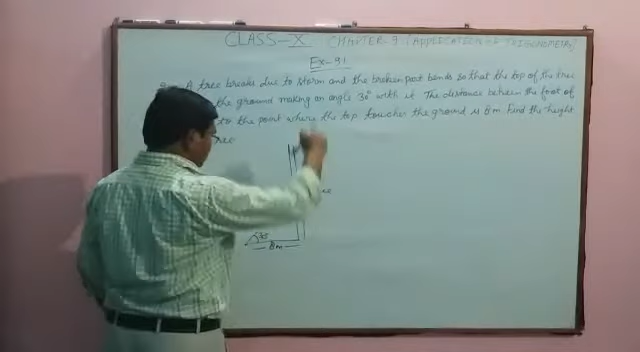 CLASS-X CHAPTER-9 (APPLICATION OF TRIGONOMETRY)
Ex-9.1
A tree breaks due to storm and the broken part bends so that the top of the tree
the ground making an angle 30° with it. The distance between the foot of
to the point where the top touches the ground is 8m. Find the height
ree
30°
8m